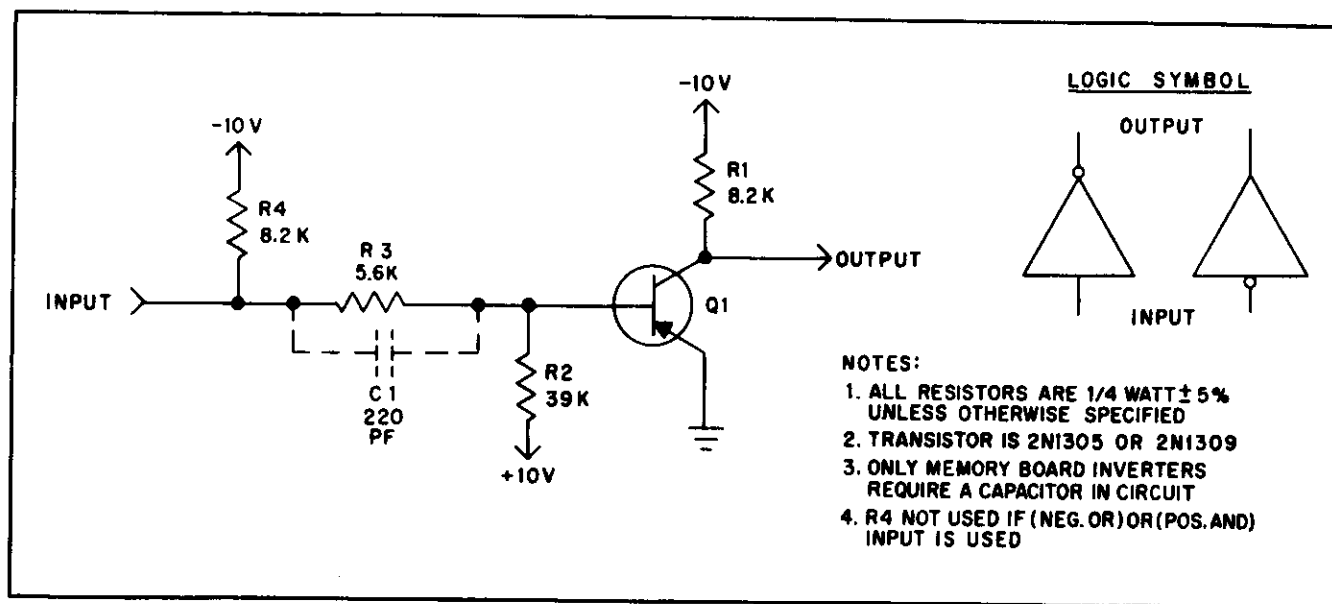 -10V
-10V
R4
8.2K
R3
5.6K
R1
8.2K
INPUT
OUTPUT
Q1
C1
220
PF
R2
39K
+10V
LOGIC SYMBOL
OUTPUT
INPUT
NOTES:
1. ALL RESISTORS ARE 1/4 WATT ± 5%
UNLESS OTHERWISE SPECIFIED
2. TRANSISTOR IS 2N1305 OR 2N1309
3. ONLY MEMORY BOARD INVERTERS
REQUIRE A CAPACITOR IN CIRCUIT
4. R4 NOT USED IF (NEG. OR) OR (POS. AND)
INPUT IS USED